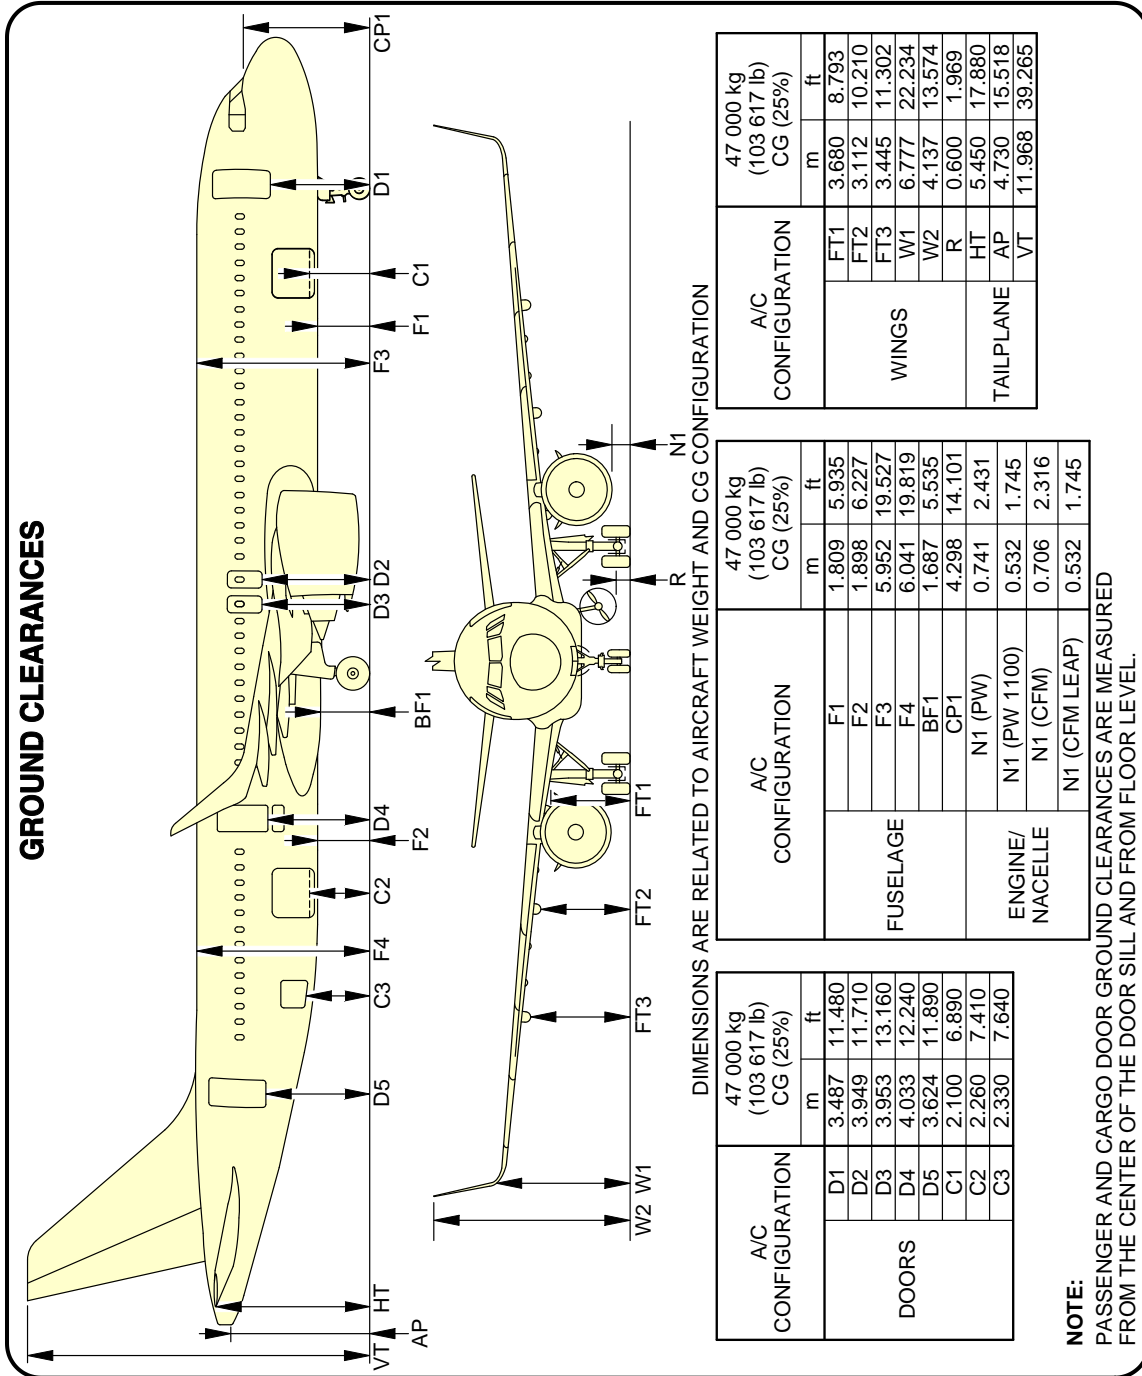 GROUND CLEARANCES
CP1
D1
C1
F1
F3
D2
D3
BF1
D4
F2
C2
F4
C3
D5
HT
AP
VT
N1
R
FT1
FT2
FT3
W1
W2
DIMENSIONS ARE RELATED TO AIRCRAFT WEIGHT AND CG CONFIGURATION
A/C CONFIGURATION 47 000 kg (103 617 lb) CG (25%)
m ft
DOORS
D1 3.487 11.480
D2 3.949 11.710
D3 3.953 13.160
D4 4.033 12.240
D5 3.624 11.890
C1 2.100 6.890
C2 2.260 7.410
C3 2.330 7.640
A/C CONFIGURATION 47 000 kg (103 617 lb) CG (25%)
m ft
FUSELAGE
F1 1.809 5.935
F2 1.898 6.227
F3 5.952 19.527
F4 6.041 19.819
BF1 1.687 5.535
CP1 4.298 14.101
ENGINE/ NACELLE
N1 (PW) 0.741 2.431
N1 (PW 1100) 0.532 1.745
N1 (CFM) 0.706 2.316
N1 (CFM LEAP) 0.532 1.745
A/C CONFIGURATION 47 000 kg (103 617 lb) CG (25%)
m ft
WINGS
FT1 3.680 8.793
FT2 3.112 10.210
FT3 3.445 11.302
W1 6.777 22.234
W2 4.137 13.574
R 0.600 1.969
TAILPLANE
HT 5.450 17.880
AP 4.730 15.518
VT 11.968 39.265
NOTE:
PASSENGER AND CARGO DOOR GROUND CLEARANCES ARE MEASURED
FROM THE CENTER OF THE DOOR SILL AND FROM FLOOR LEVEL.